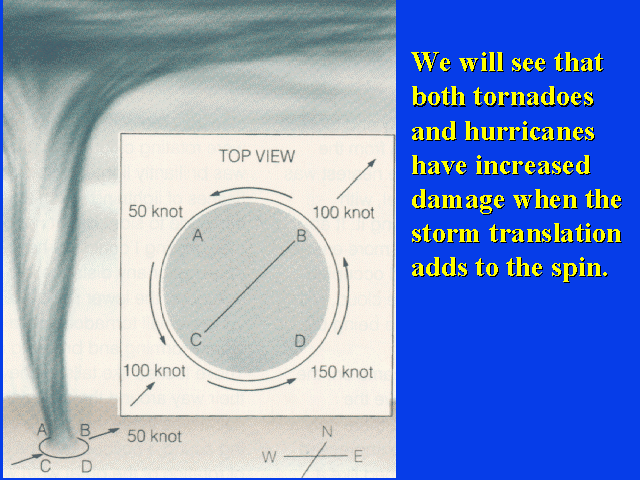 We will see that
both tornadoes
and hurricanes
have increased
damage when the
storm translation
adds to the spin.
TOP VIEW
50 knot
100 knot
A
B
C
D
100 knot
150 knot
A
B
50 knot
C
D
N
W
E